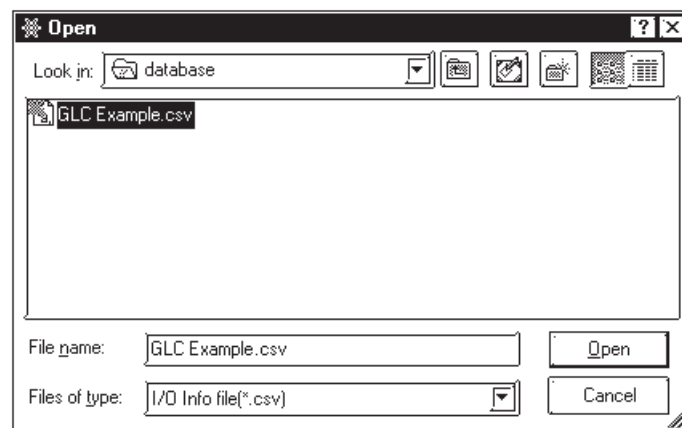 Open
Look in: database
GLC Example.csv
File name: GLC Example.csv Open
Files of type: I/O Info file(*.csv) Cancel